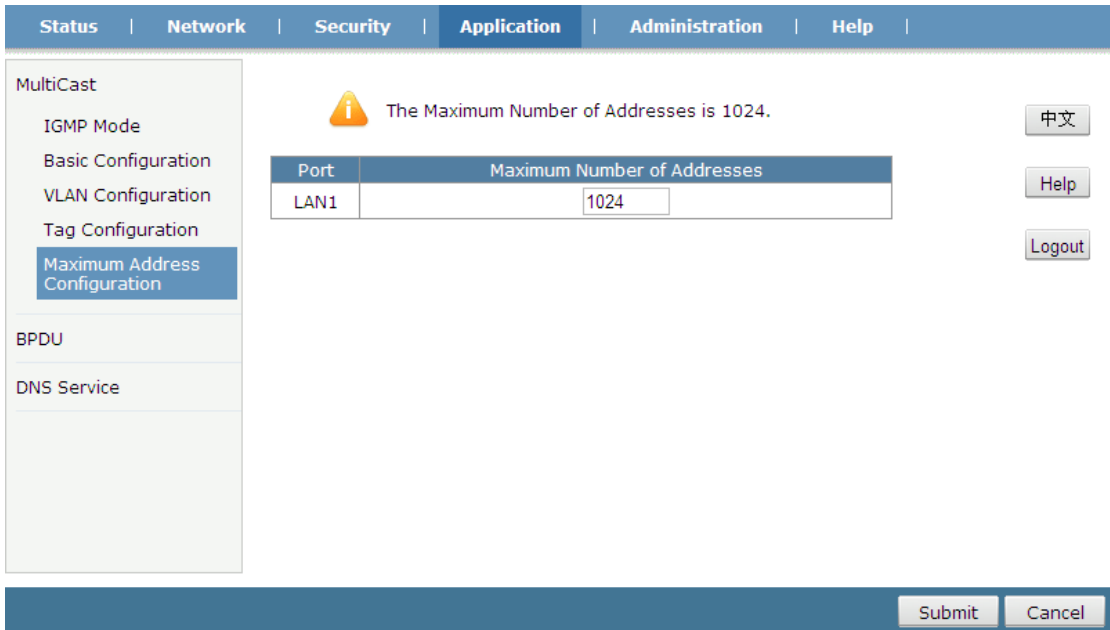 Status | Network | Security | Application | Administration | Help |
MultiCast
IGMP Mode
Basic Configuration
VLAN Configuration
Tag Configuration
Maximum Address
Configuration
BPDU
DNS Service
The Maximum Number of Addresses is 1024.
Port Maximum Number of Addresses
LAN1 1024
中文
Help
Logout
Submit Cancel